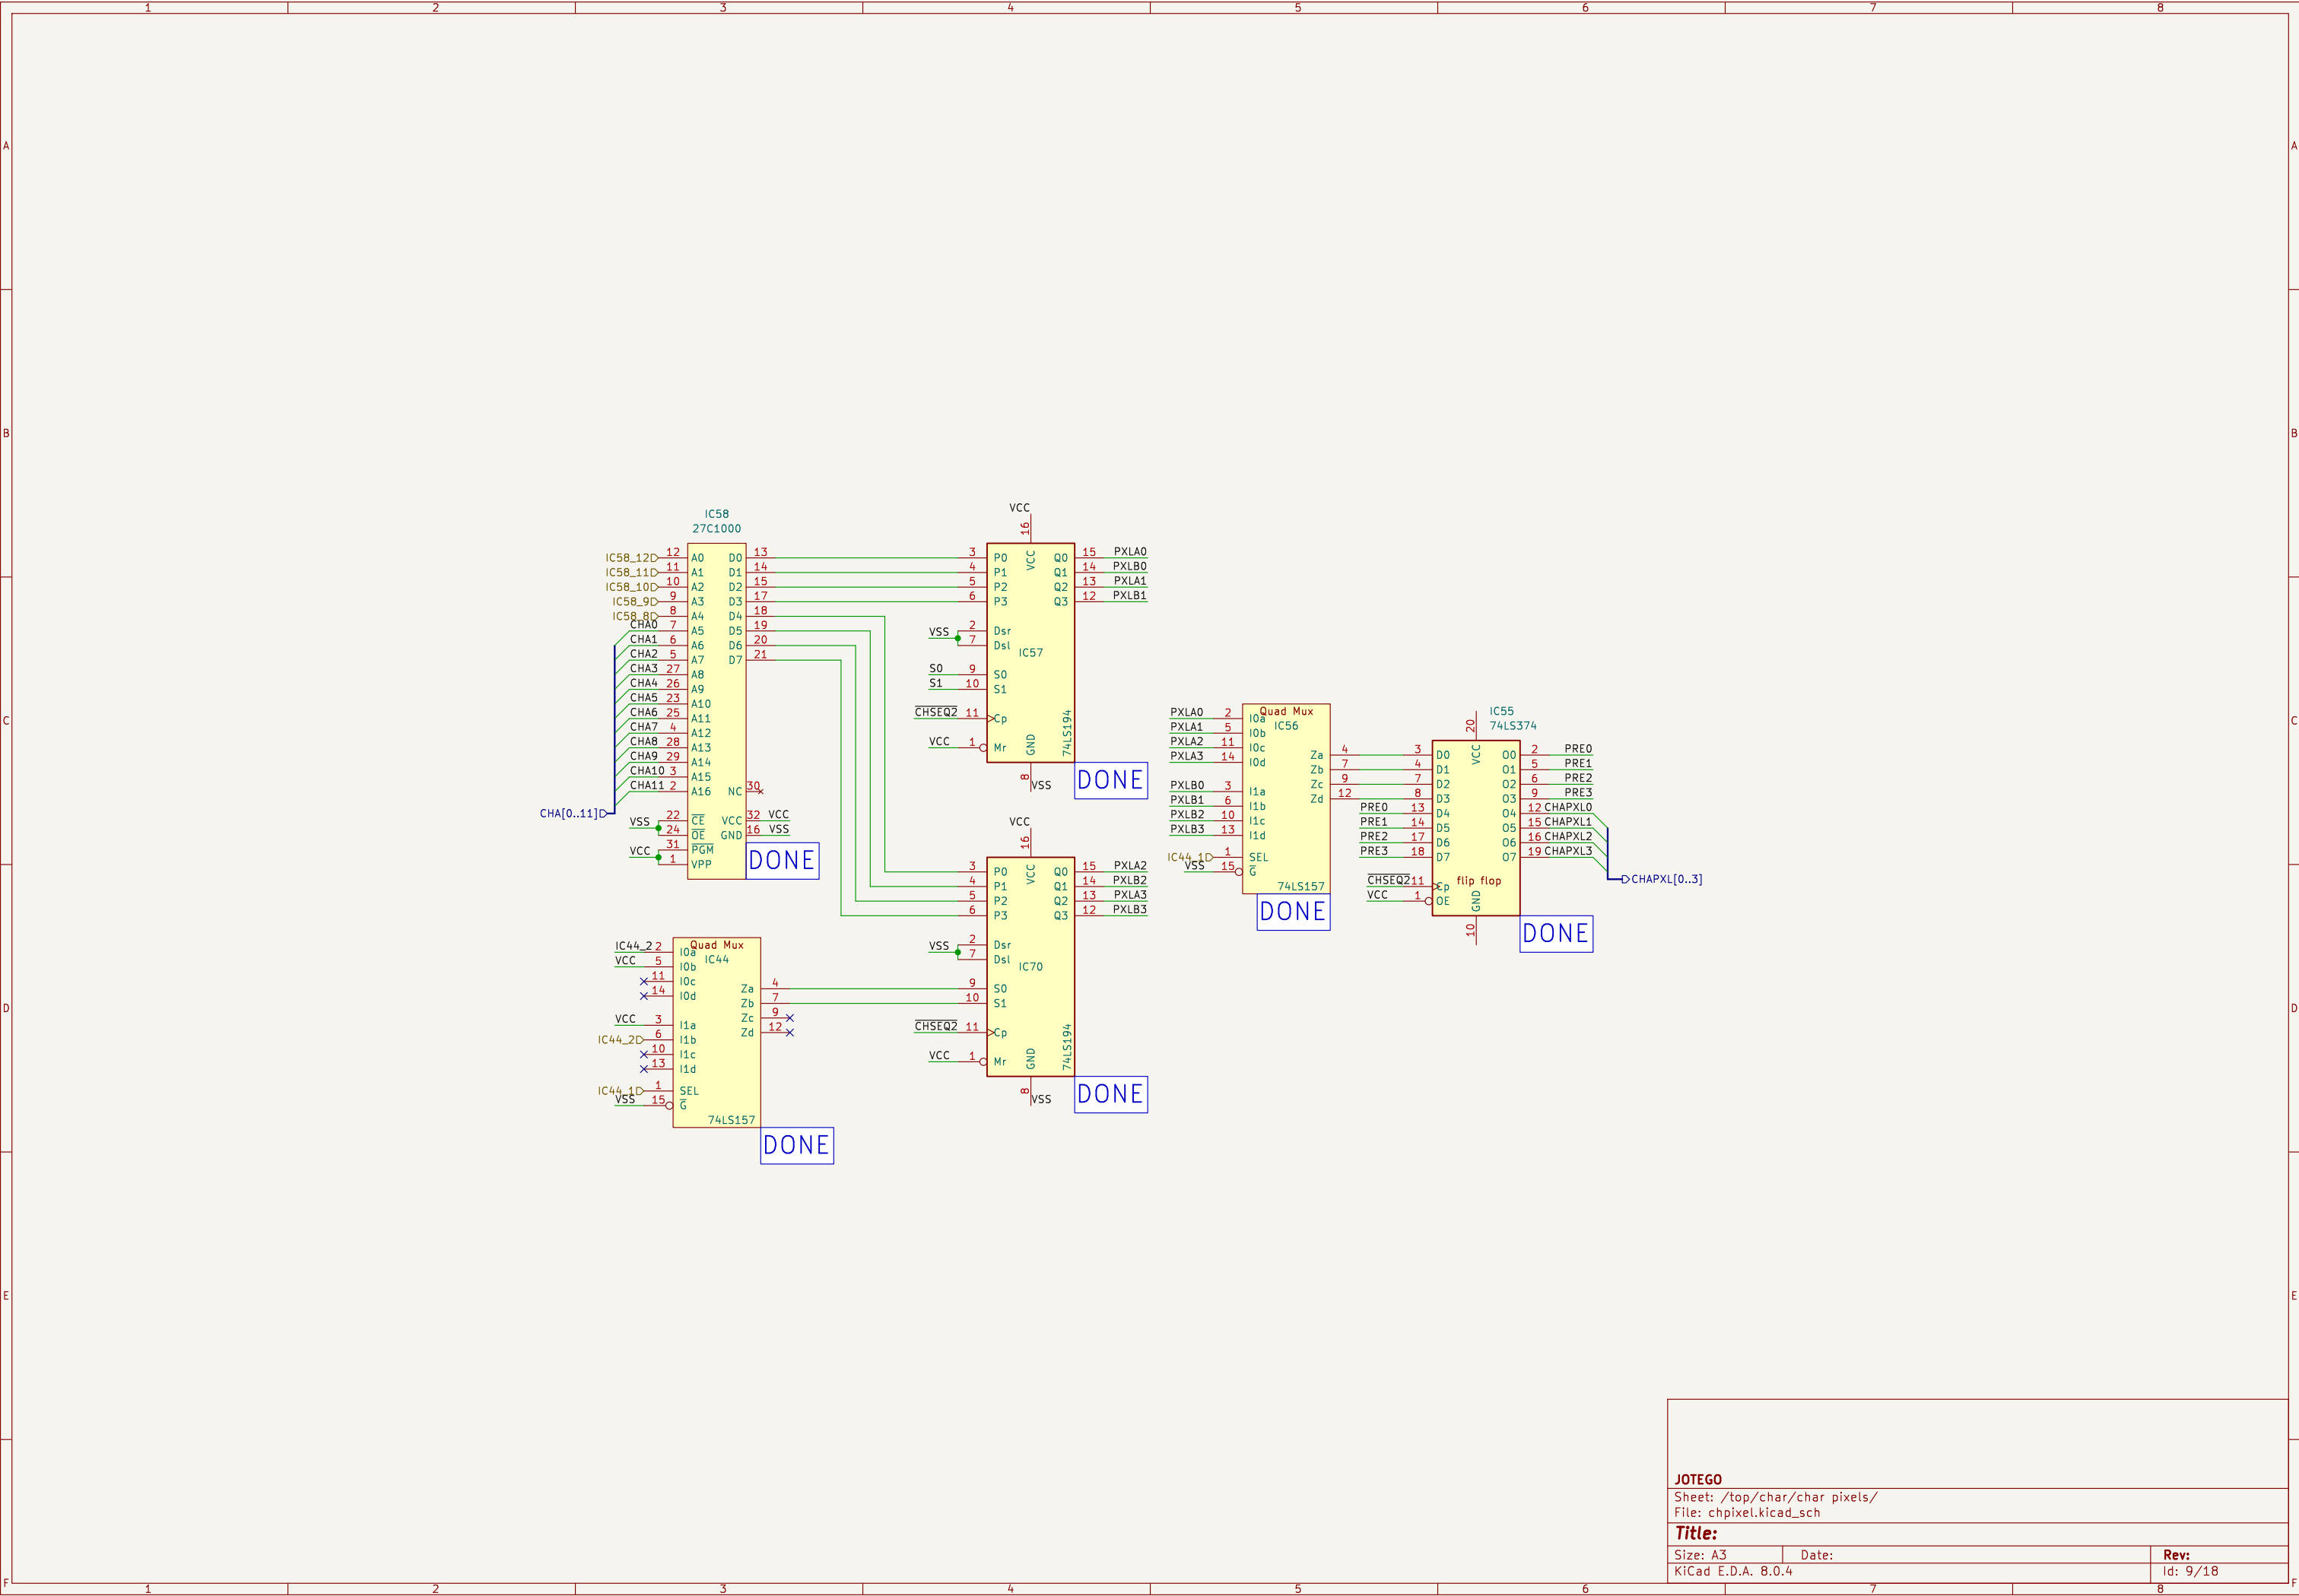 1 2 3 4 5 6 7 8
A A
B B
C C
D D
E E
F F
IC58
27C1000
IC58_12 12 A0 D0 13
IC58_11 11 A1 D1 14
IC58_10 10 A2 D2 15
IC58_9 9 A3 D3 17
IC58_8 8 A4 D4 18
CHA0 7 A5 D5 19
CHA1 6 A6 D6 20
CHA2 5 A7 D7 21
CHA3 27 A8
CHA4 26 A9
CHA5 23 A10
CHA6 25 A11
CHA7 4 A12
CHA8 28 A13
CHA9 29 A14
CHA10 3 A15
CHA11 2 A16 NC 30
CHA[0..11]
VSS 22 CE VCC 32 VCC
24 OE GND 16 VSS
VCC 31 PGM
1 VPP
DONE
VCC
16
VCC
3 P0 Q0 15 PXLA0
4 P1 Q1 14 PXLB0
5 P2 Q2 13 PXLA1
6 P3 Q3 12 PXLB1
VSS 2 Dsr
7 Dsl
IC57
S0 9 S0
S1 10 S1
CHSEQ2 11 Cp
VCC 1 Mr
GND
74LS194
8 VSS
DONE
VCC
16
VCC
3 P0 Q0 15 PXLA2
4 P1 Q1 14 PXLB2
5 P2 Q2 13 PXLA3
6 P3 Q3 12 PXLB3
VSS 2 Dsr
7 Dsl
IC70
9 S0
10 S1
CHSEQ2 11 Cp
VCC 1 Mr
GND
74LS194
8 VSS
DONE
Quad Mux
IC44
IC44_2 2 I0a
VCC 5 I0b
11 I0c
14 I0d
Za 4
Zb 7
Zc 9
Zd 12
VCC 3 I1a
IC44_2 6 I1b
10 I1c
13 I1d
IC44_1 1 SEL
VSS 15 G
74LS157
DONE
Quad Mux
IC56
PXLA0 2 I0a
PXLA1 5 I0b
PXLA2 11 I0c
PXLA3 14 I0d
Za 4
Zb 7
Zc 9
Zd 12
PXLB0 3 I1a
PXLB1 6 I1b
PXLB2 10 I1c
PXLB3 13 I1d
IC44_1 1 SEL
VSS 15 G
74LS157
DONE
IC55
74LS374
20
VCC
3 D0 O0 2 PRE0
4 D1 O1 5 PRE1
7 D2 O2 6 PRE2
8 D3 O3 9 PRE3
PRE0 13 D4 O4 12 CHAPXL0
PRE1 14 D5 O5 15 CHAPXL1
PRE2 17 D6 O6 16 CHAPXL2
PRE3 18 D7 O7 19 CHAPXL3
CHAPXL[0..3]
flip flop
CHSEQ2 11 Cp
VCC 1 OE
GND
10
DONE
JOTEGO
Sheet: /top/char/char pixels/
File: chpixel.kicad_sch
Title:
Size: A3 Date: Rev:
KiCad E.D.A. 8.0.4 Id: 9/18
1 2 3 4 5 6 7 8